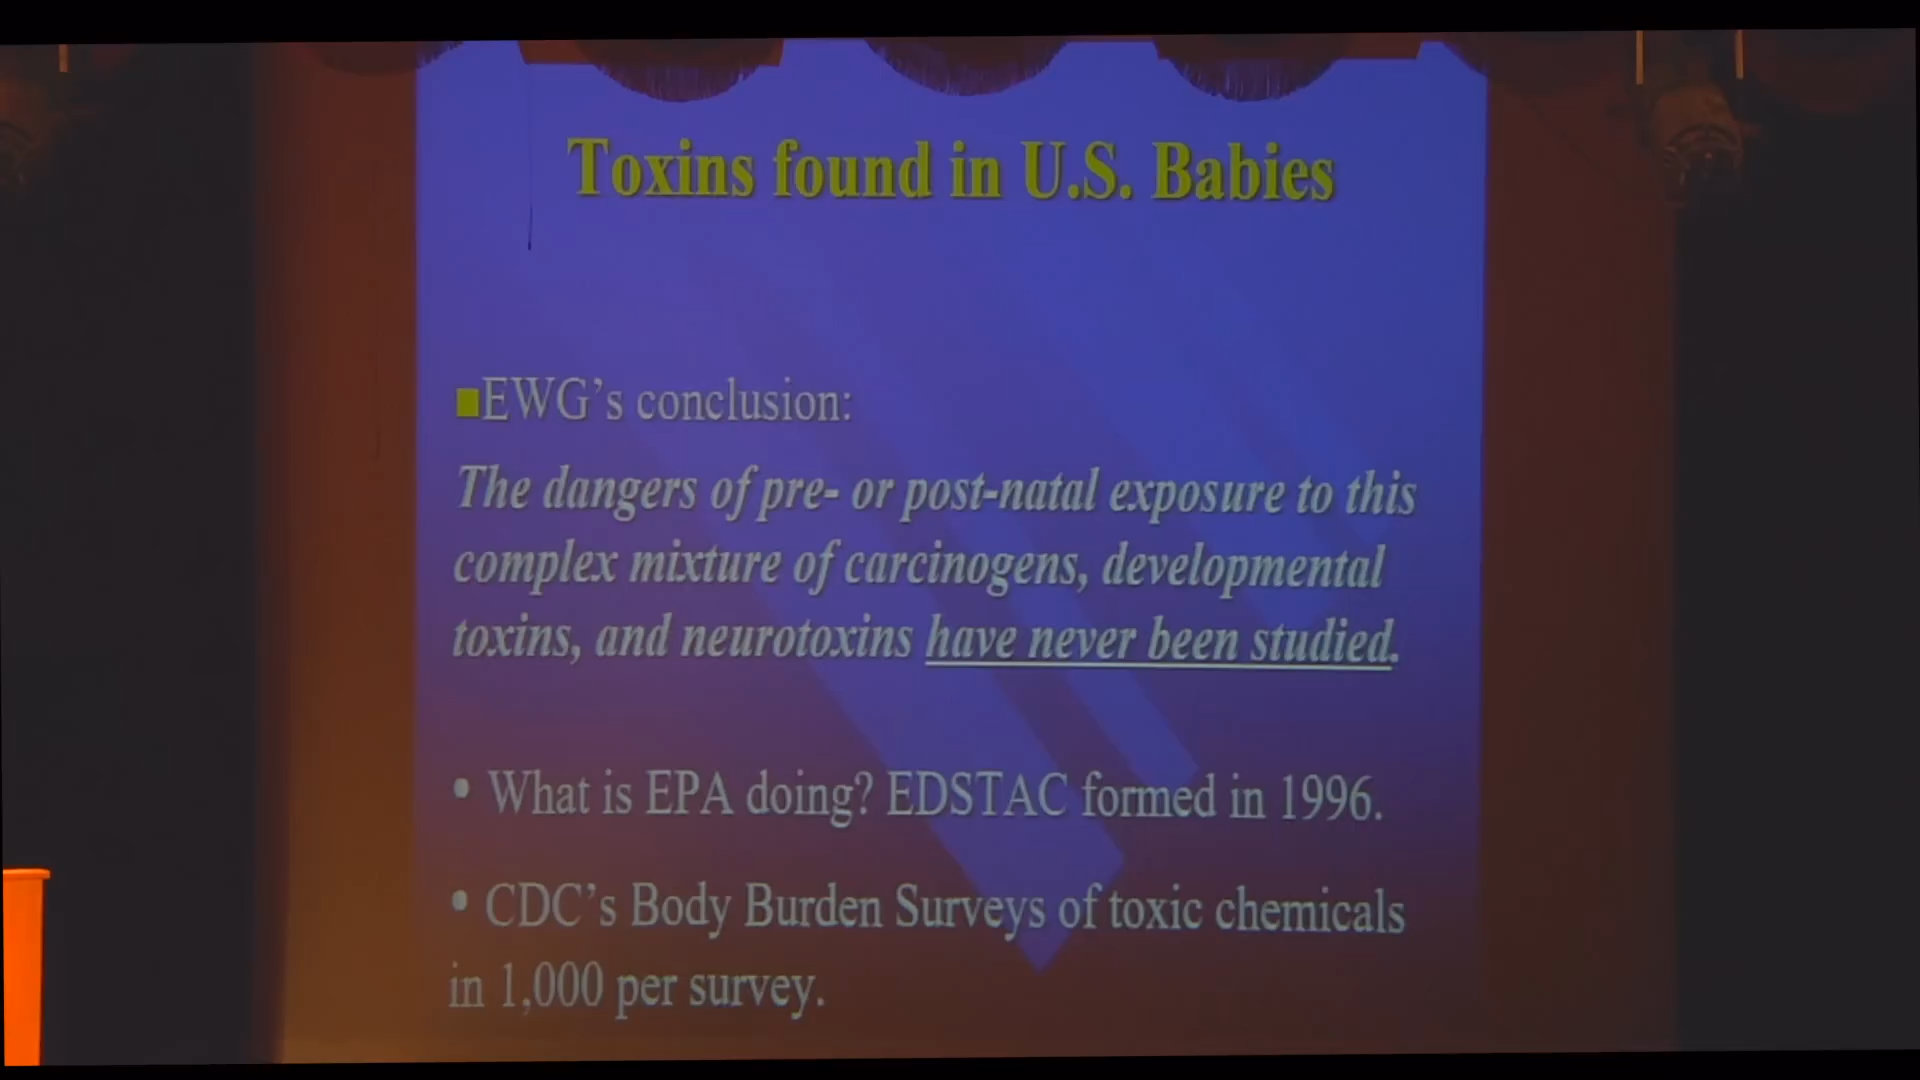 Toxins found in U.S. Babies
EWG's conclusion:
The dangers of pre- or post-natal exposure to this
complex mixture of carcinogens, developmental
toxins, and neurotoxins have never been studied.
• What is EPA doing? EDSTAC formed in 1996.
• CDC's Body Burden Surveys of toxic chemicals
in 1,000 per survey.